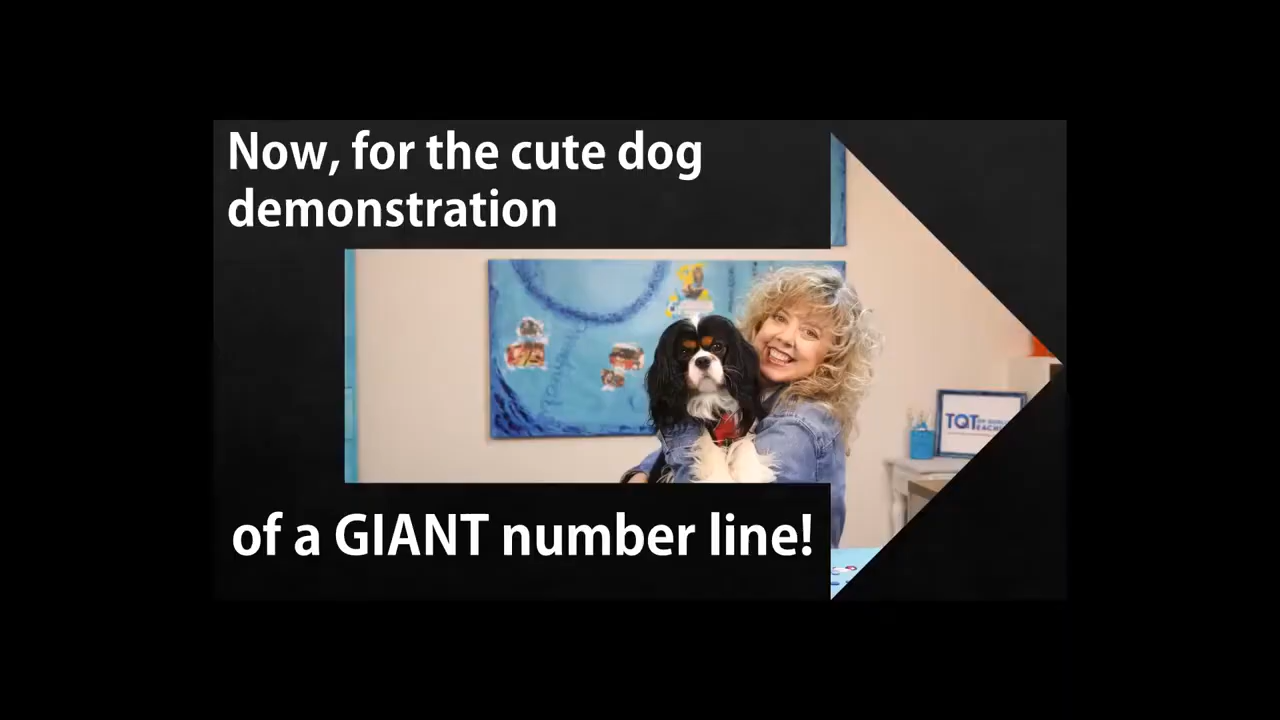 Now, for the cute dog
demonstration
TQT
of a GIANT number line!